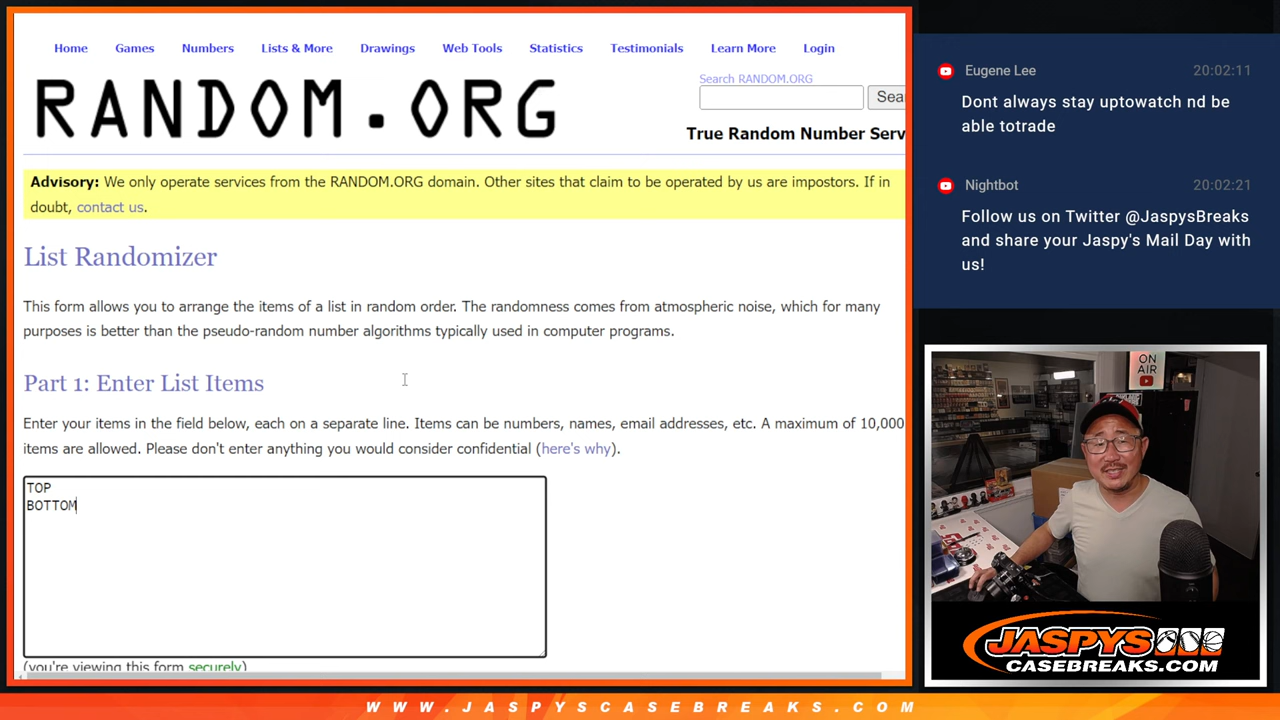 Home Games Numbers Lists & More Drawings Web Tools Statistics Testimonials Learn More Login
RANDOM.ORG
Search RANDOM.ORG
Sea
True Random Number Serv
Advisory: We only operate services from the RANDOM.ORG domain. Other sites that claim to be operated by us are impostors. If in
doubt, contact us.
List Randomizer
This form allows you to arrange the items of a list in random order. The randomness comes from atmospheric noise, which for many
purposes is better than the pseudo-random number algorithms typically used in computer programs.
Part 1: Enter List Items
Enter your items in the field below, each on a separate line. Items can be numbers, names, email addresses, etc. A maximum of 10,000
items are allowed. Please don't enter anything you would consider confidential (here's why).
TOP
BOTTOM
(you're viewing this form securely)
Eugene Lee 20:02:11
Dont always stay uptowatch nd be
able totrade
Nightbot 20:02:21
Follow us on Twitter @JaspysBreaks
and share your Jaspy's Mail Day with
us!
ON
AIR
JASPYS
CASEBREAKS.COM
WWW.JASPYSCASEBREAKS.COM